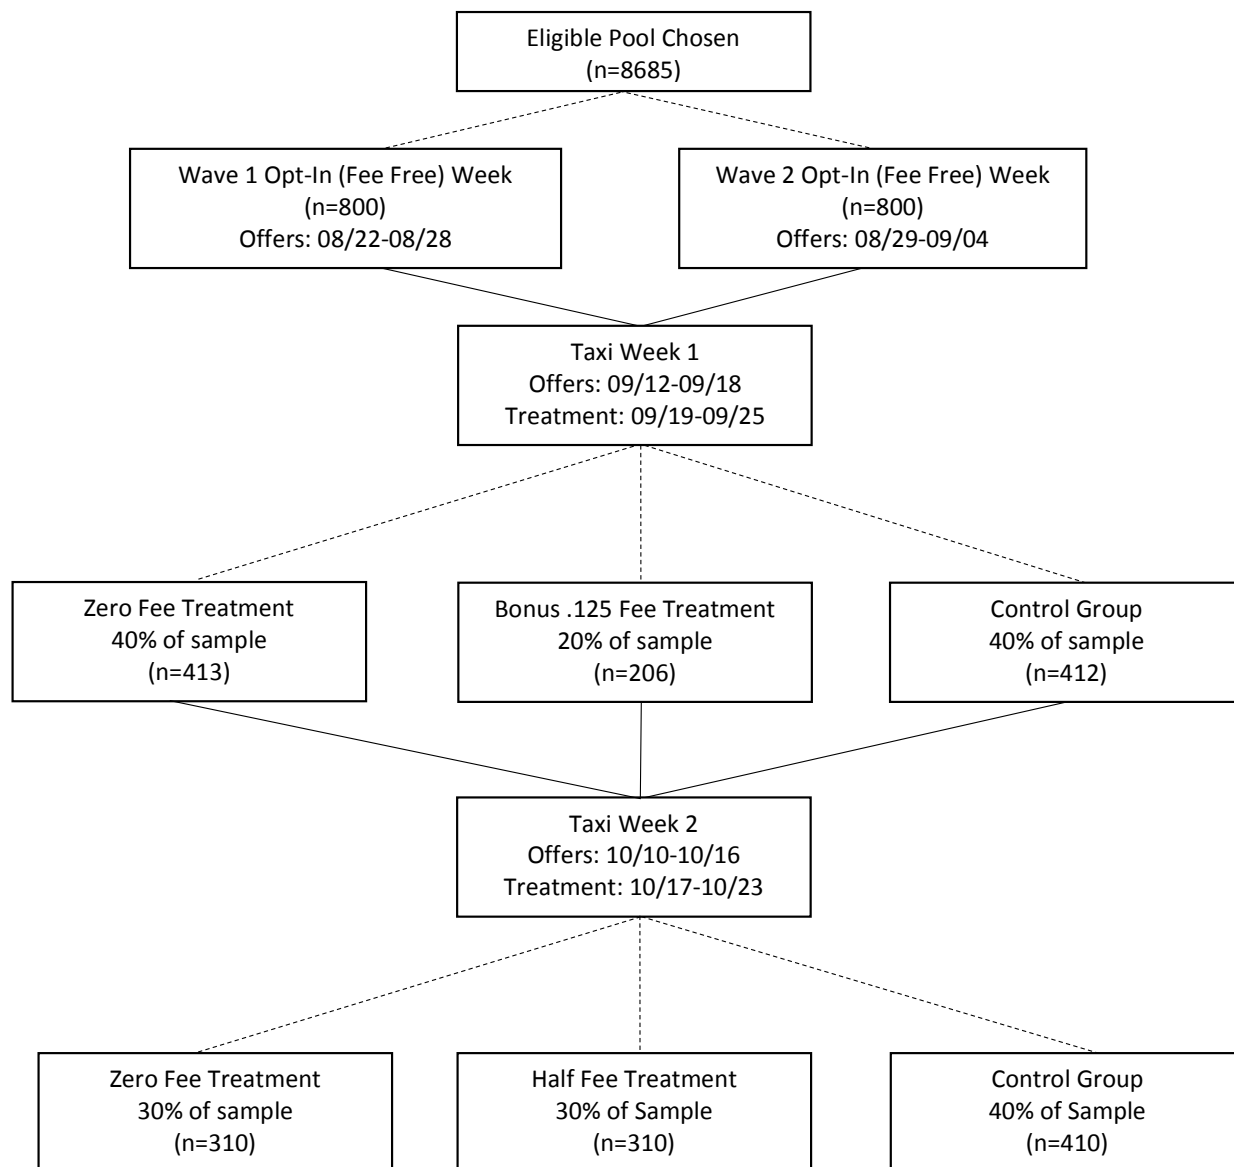 Eligible Pool Chosen
(n=8685)
Wave 1 Opt-In (Fee Free) Week
(n=800)
Offers: 08/22-08/28
Wave 2 Opt-In (Fee Free) Week
(n=800)
Offers: 08/29-09/04
Taxi Week 1
Offers: 09/12-09/18
Treatment: 09/19-09/25
Zero Fee Treatment
40% of sample
(n=413)
Bonus .125 Fee Treatment
20% of sample
(n=206)
Control Group
40% of sample
(n=412)
Taxi Week 2
Offers: 10/10-10/16
Treatment: 10/17-10/23
Zero Fee Treatment
30% of sample
(n=310)
Half Fee Treatment
30% of Sample
(n=310)
Control Group
40% of Sample
(n=410)